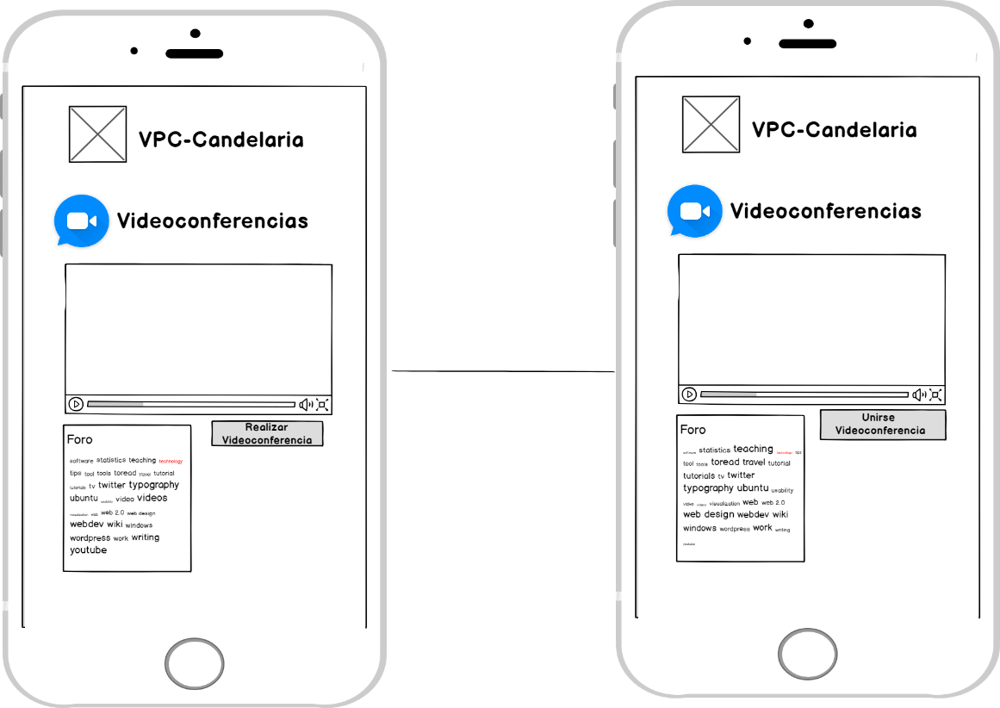 VPC-Candelaria
Videoconferencias
Realizar
Videoconferencia
Foro
software statistics teaching technology
tips tool tools toread travel tutorial
tutorials tv twitter typography
ubuntu usability video videos
visualization web web 2.0 web design
webdev wiki windows
wordpress work writing
youtube
VPC-Candelaria
Videoconferencias
Unirse
Videoconferencia
Foro
software statistics teaching technology tips
tool tools toread travel tutorial
tutorials tv twitter
typography ubuntu usability
video videos visualization web web 2.0
web design webdev wiki
windows wordpress work writing
youtube